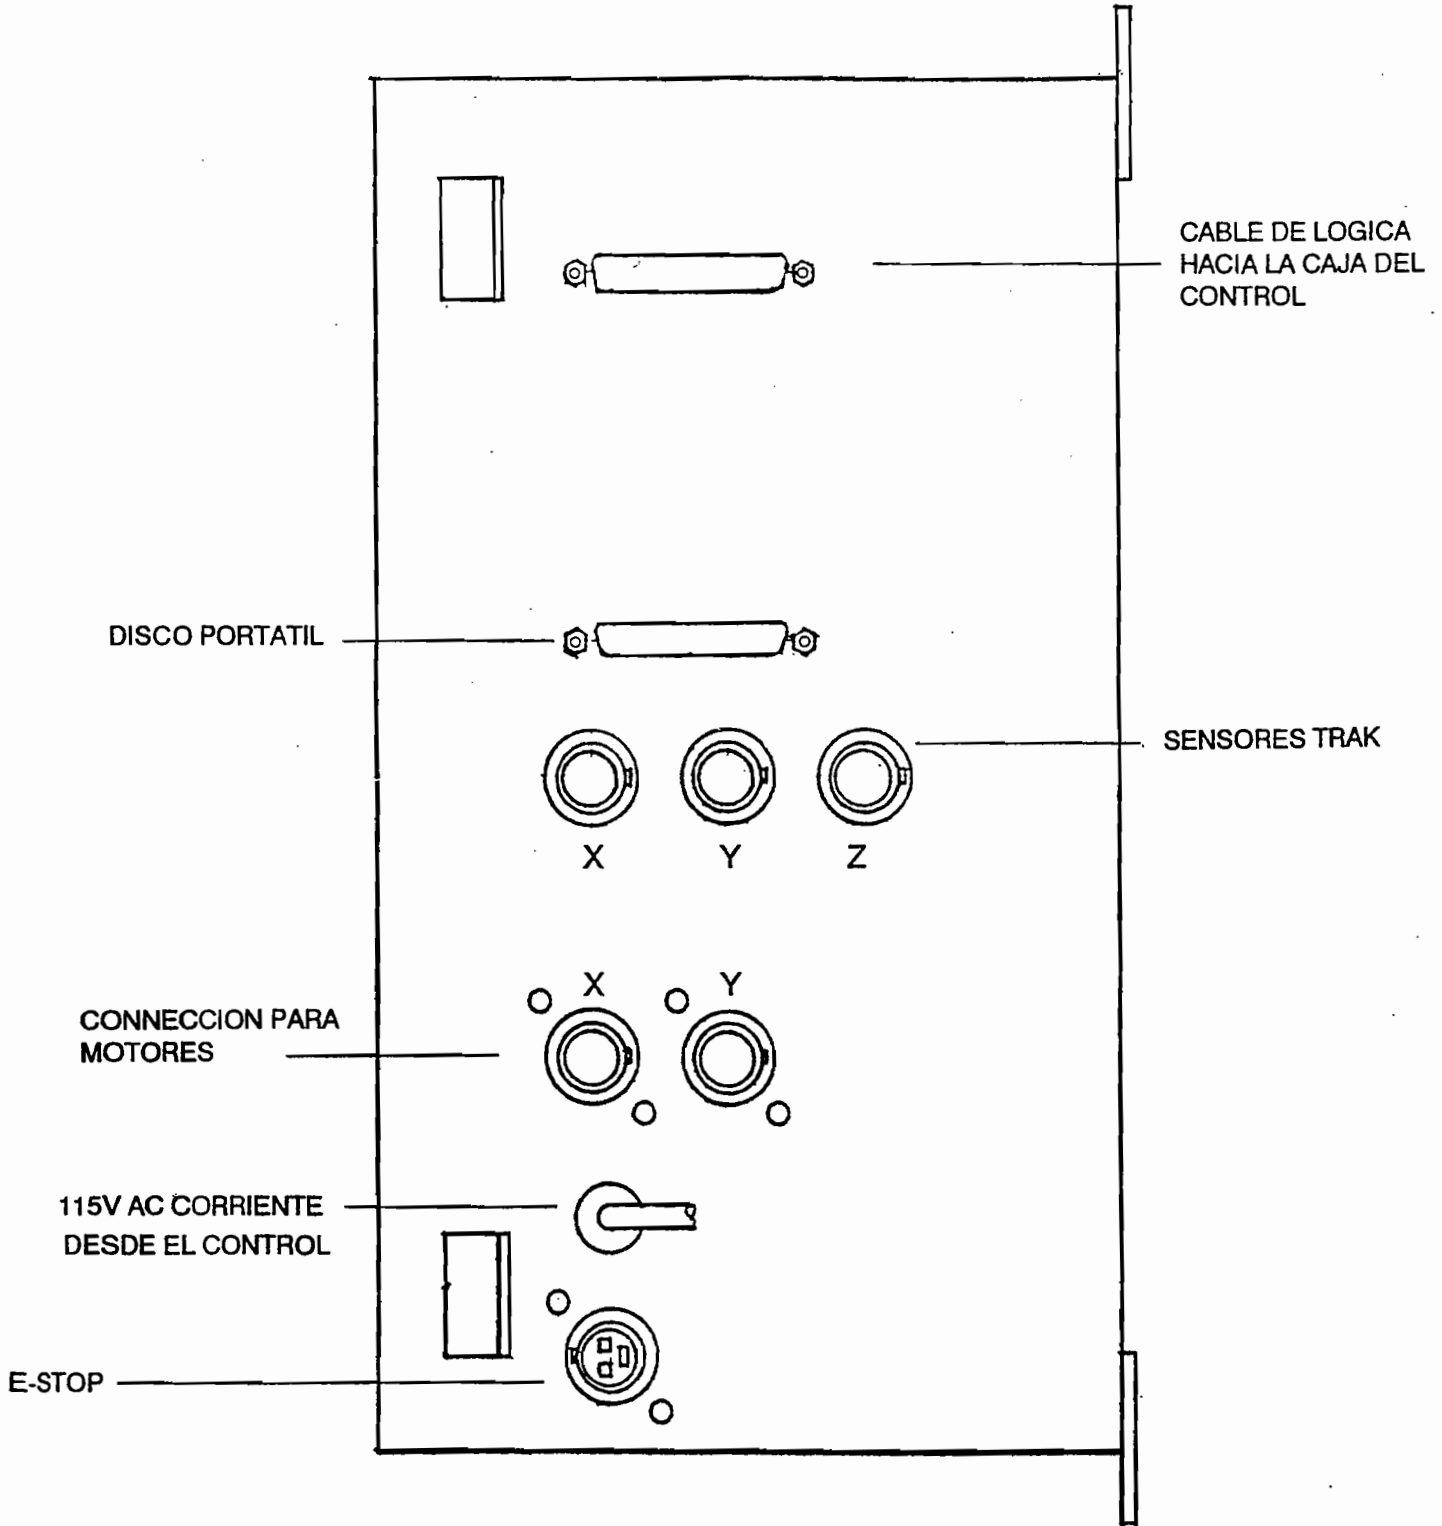 CABLE DE LOGICA
HACIA LA CAJA DEL
CONTROL
DISCO PORTATIL
SENSORES TRAK
X Y Z
X Y
CONNECCION PARA
MOTORES
115V AC CORRIENTE
DESDE EL CONTROL
E-STOP